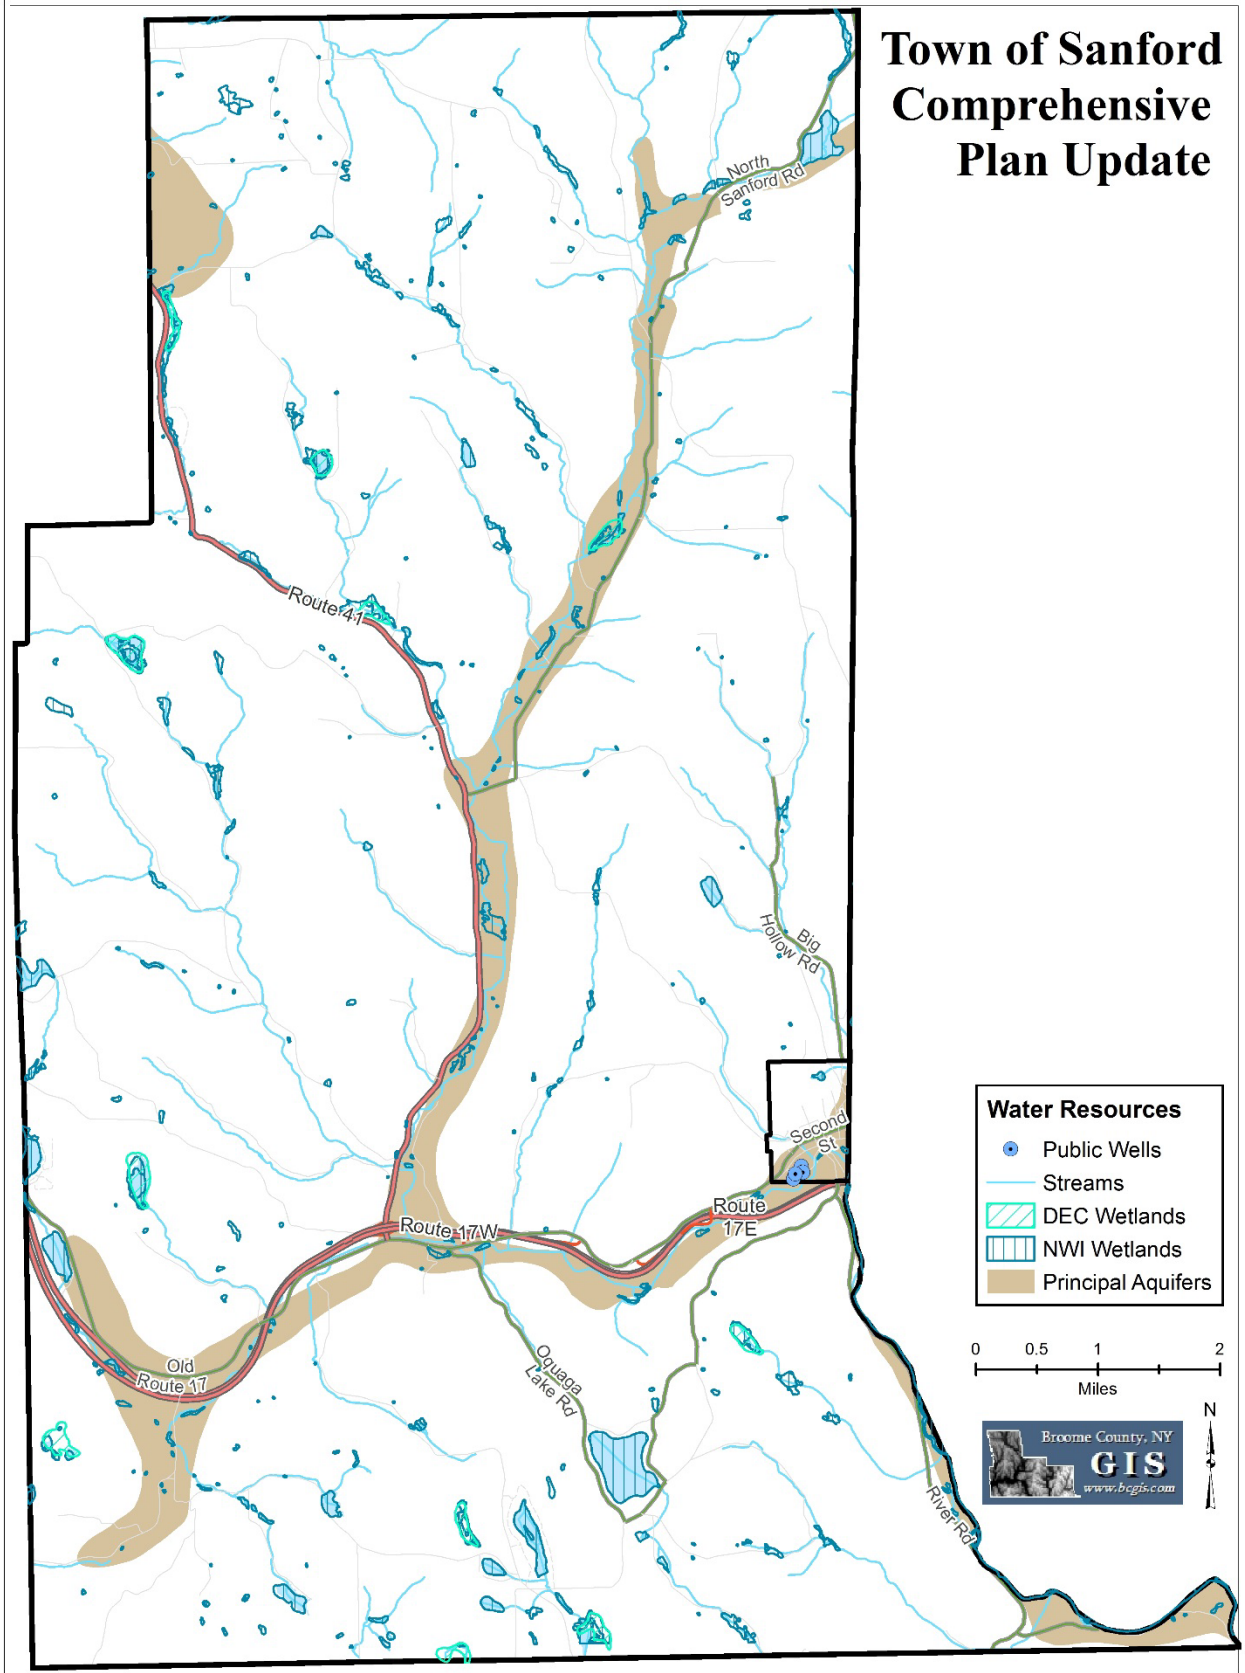 Town of Sanford
Comprehensive
Plan Update
North
Sanford Rd
Route 41
Big
Hollow Rd
Second
St
Route 17W
Route
17E
Old
Route 17
Oquaga
Lake Rd
River Rd
Water Resources
Public Wells
Streams
DEC Wetlands
NWI Wetlands
Principal Aquifers
0 0.5 1 2
Miles
N
Broome County, NY
GIS
www.bcgis.com